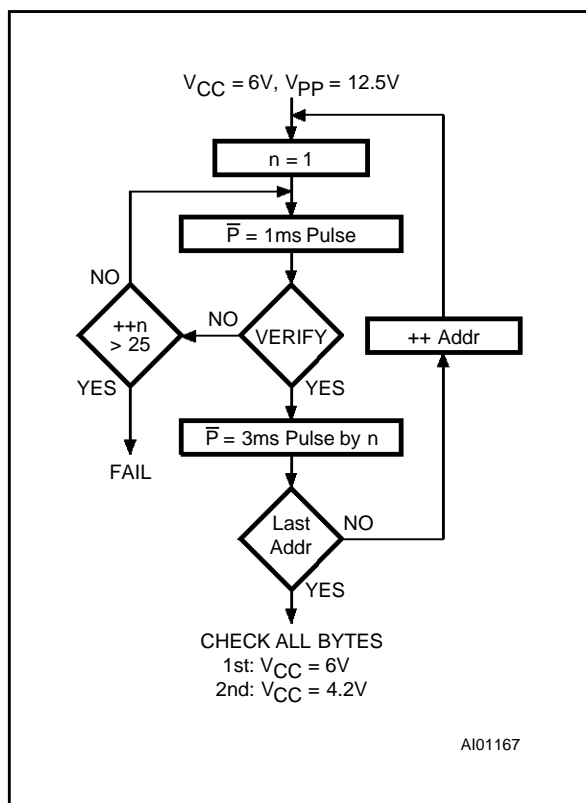 VCC = 6V, VPP = 12.5V
n = 1
P̅ = 1ms Pulse
NO
++n
> 25
NO
VERIFY
++ Addr
YES
YES
P̅ = 3ms Pulse by n
FAIL
Last
Addr
NO
YES
CHECK ALL BYTES
1st: VCC = 6V
2nd: VCC = 4.2V
AI01167